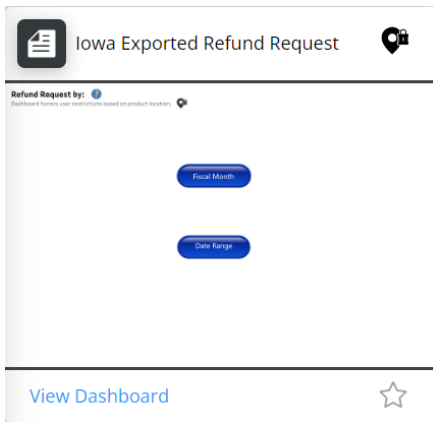 Iowa Exported Refund Request
Refund Request by: ?
Dashboard honors user restrictions based on product location.
Fiscal Month
Date Range
View Dashboard